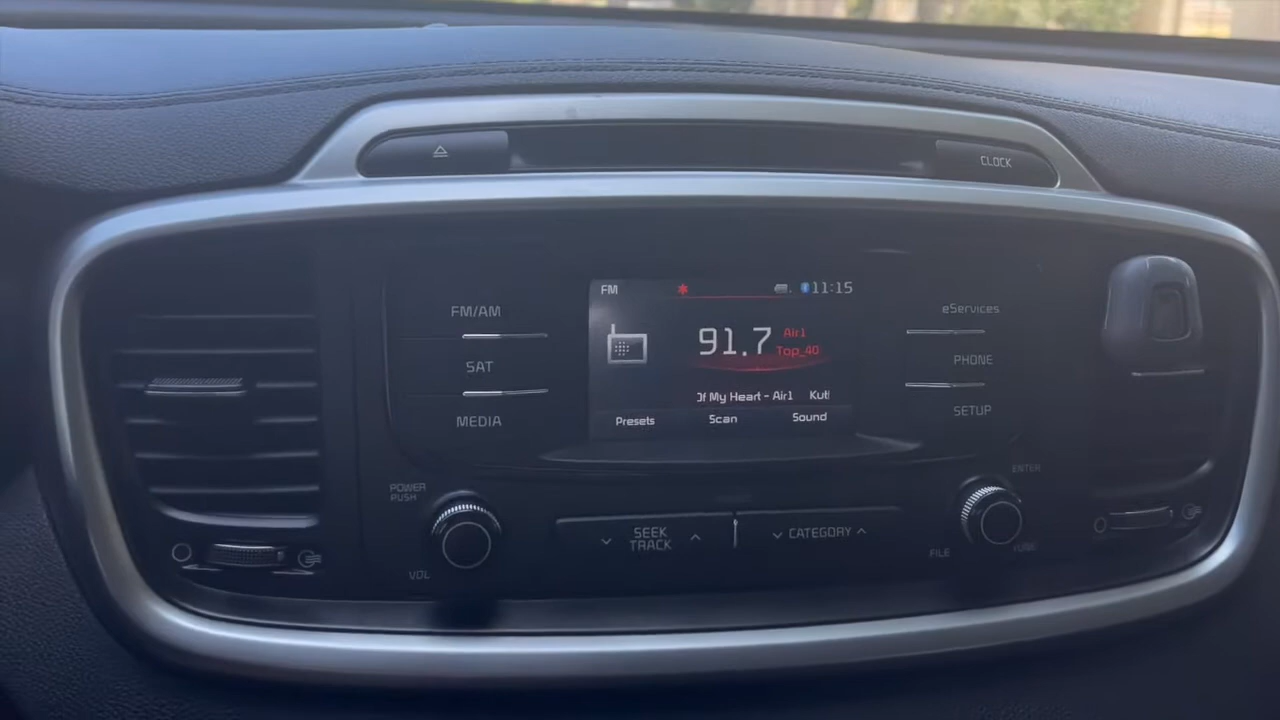 CLOCK
FM/AM
SAT
MEDIA
FM
11:15
91.7
Air1
Top_40
Of My Heart - Air1 Kutl
Presets
Scan
Sound
eServices
PHONE
SETUP
POWER
PUSH
VOL
SEEK
TRACK
CATEGORY
ENTER
FILE
TUNE